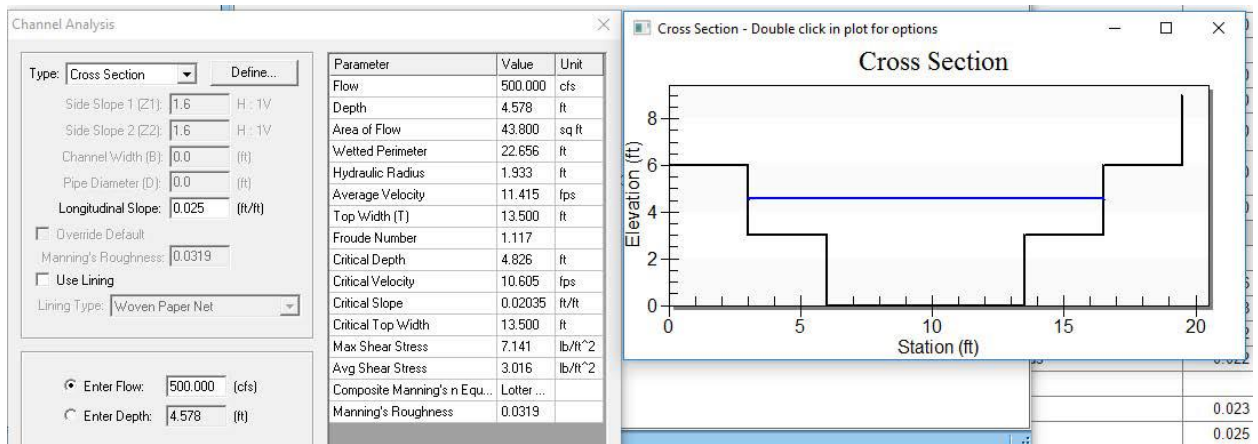 Channel Analysis
Type: Cross Section Define...
Side Slope 1 (Z1): 1.6 H : 1V
Side Slope 2 (Z2): 1.6 H : 1V
Channel Width (B): 0.0 (ft)
Pipe Diameter (D): 0.0 (ft)
Longitudinal Slope: 0.025 (ft/ft)
Override Default
Manning's Roughness: 0.0319
Use Lining
Lining Type: Woven Paper Net
Enter Flow: 500.000 (cfs)
Enter Depth: 4.578 (ft)
Parameter Value Unit
Flow 500.000 cfs
Depth 4.578 ft
Area of Flow 43.800 sq ft
Wetted Perimeter 22.656 ft
Hydraulic Radius 1.933 ft
Average Velocity 11.415 fps
Top Width (T) 13.500 ft
Froude Number 1.117
Critical Depth 4.826 ft
Critical Velocity 10.605 fps
Critical Slope 0.02035 ft/ft
Critical Top Width 13.500 ft
Max Shear Stress 7.141 lb/ft^2
Avg Shear Stress 3.016 lb/ft^2
Composite Manning's n Equ... Lotter ...
Manning's Roughness 0.0319
Cross Section - Double click in plot for options
Cross Section
Elevation (ft)
8
6
4
2
0
0 5 10 15 20
Station (ft)
0.023
0.025